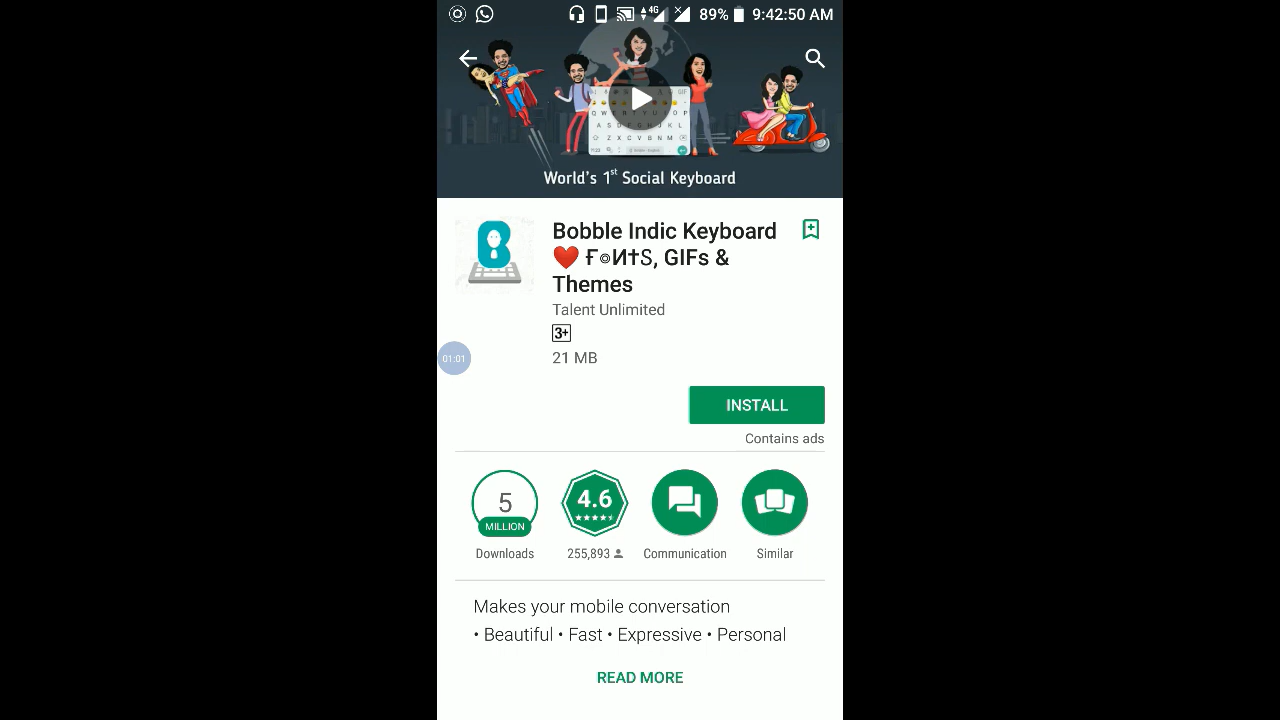 4G 89% 9:42:50 AM
World's 1st Social Keyboard
Bobble Indic Keyboard
❤️ Ғ๏И†S, GIFs &
Themes
Talent Unlimited
3+
21 MB
01:01
INSTALL
Contains ads
5
MILLION
Downloads
4.6
255,893
Communication
Similar
Makes your mobile conversation
• Beautiful • Fast • Expressive • Personal
READ MORE